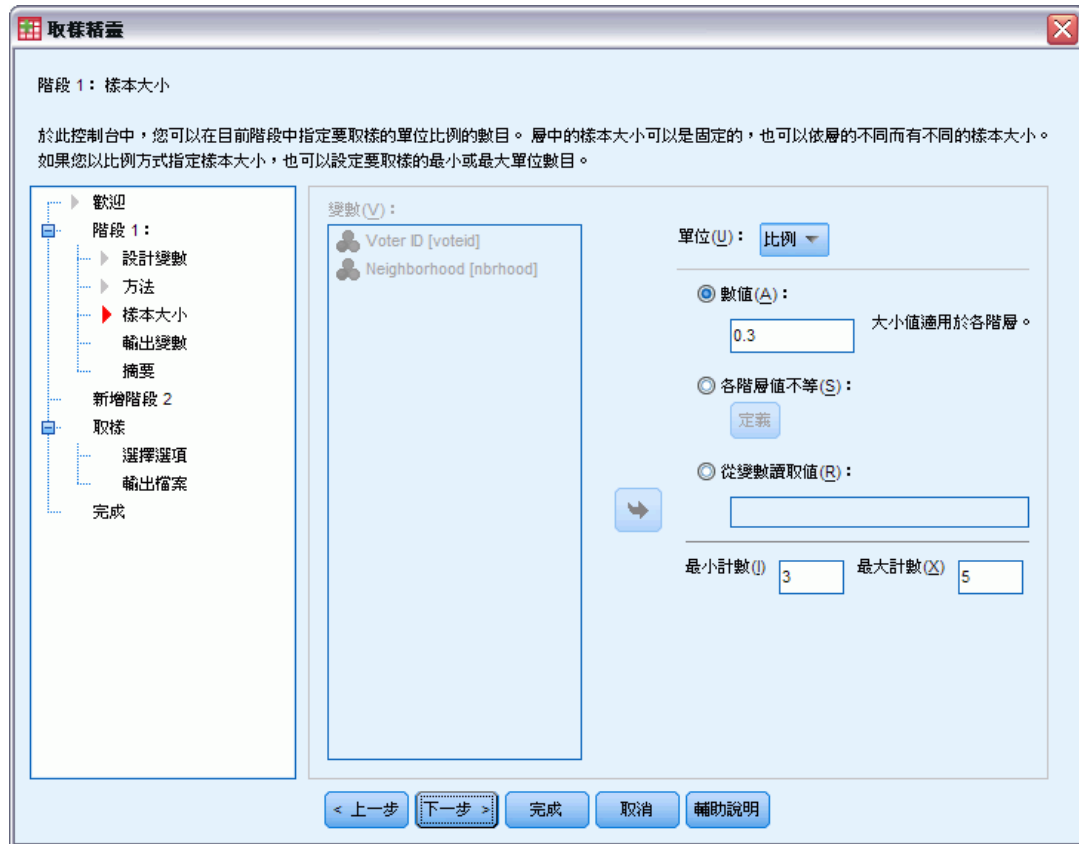 取樣精靈
階段 1：樣本大小
於此控制台中，您可以在目前階段中指定要取樣的單位比例的數目。 層中的樣本大小可以是固定的，也可以依層的不同而有不同的樣本大小。
如果您以比例方式指定樣本大小，也可以設定要取樣的最小或最大單位數目。
歡迎
階段 1：
設計變數
方法
樣本大小
輸出變數
摘要
新增階段 2
取樣
選擇選項
輸出檔案
完成
變數(V)：
Voter ID [voteid]
Neighborhood [nbrhood]
單位(U)： 比例
數值(A)：
0.3 大小值適用於各階層。
各階層值不等(S)：
定義
從變數讀取值(R)：
最小計數(I) 3 最大計數(X) 5
< 上一步 下一步 > 完成 取消 輔助說明